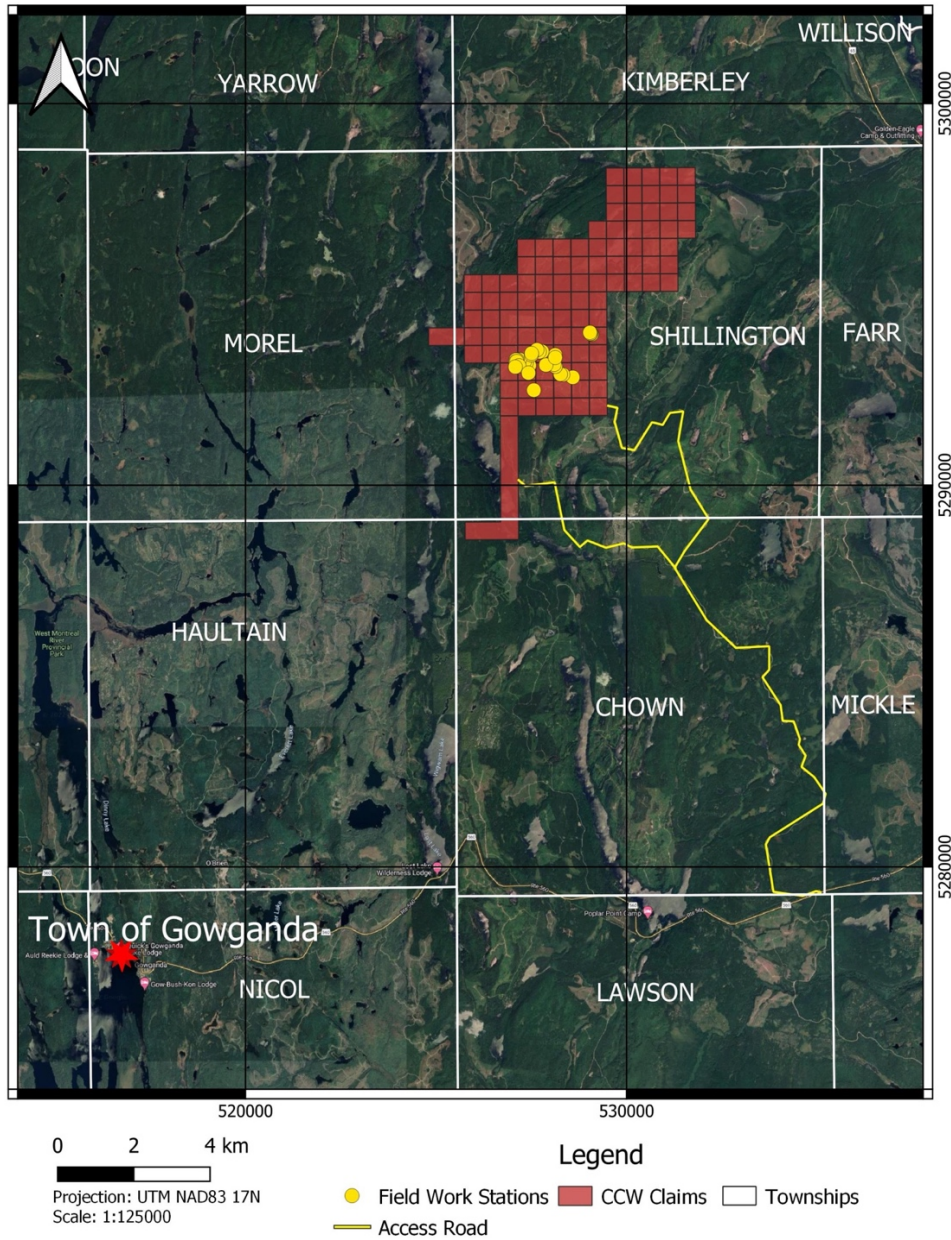 WILLISON
OON
YARROW
KIMBERLEY
5300000
Golden Eagle
Camp & Outfitting
MOREL
SHILLINGTON
FARR
5290000
West Montreal
River
Provincial
Park
HAULTAIN
CHOWN
MICKLE
O'Brien
Wilderness Lodge
5280000
Town of Gowganda
Poplar Point Camp
Auld Reekie Lodge &
Gowganda
Gow-Bush-Kon Lodge
NICOL
LAWSON
520000
530000
0 2 4 km
Projection: UTM NAD83 17N
Scale: 1:125000
Legend
Field Work Stations
CCW Claims
Townships
Access Road